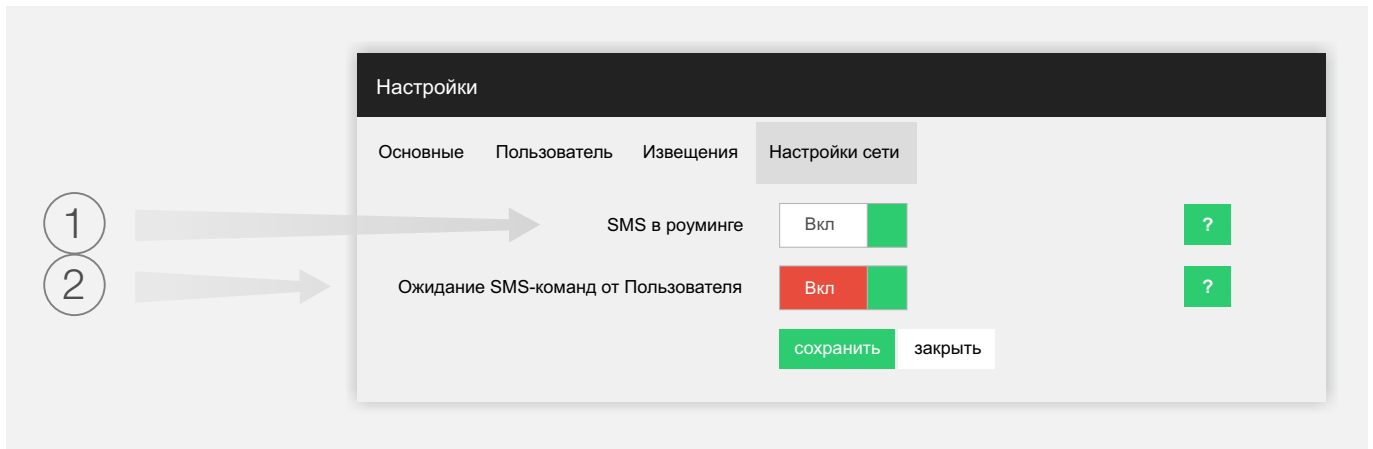 Настройки
Основные Пользователь Извещения Настройки сети
1 SMS в роуминге Вкл ?
2 Ожидание SMS-команд от Пользователя Вкл ?
сохранить закрыть